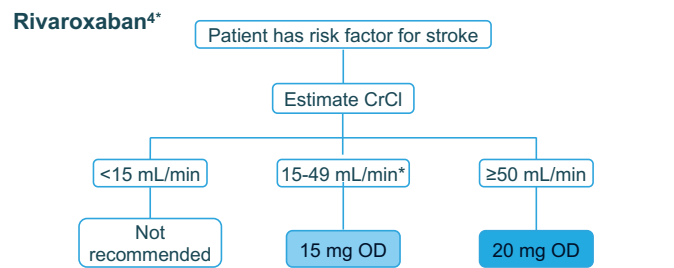 Rivaroxaban⁴*
Patient has risk factor for stroke
Estimate CrCl
<15 mL/min
15-49 mL/min*
≥50 mL/min
Not
recommended
15 mg OD
20 mg OD